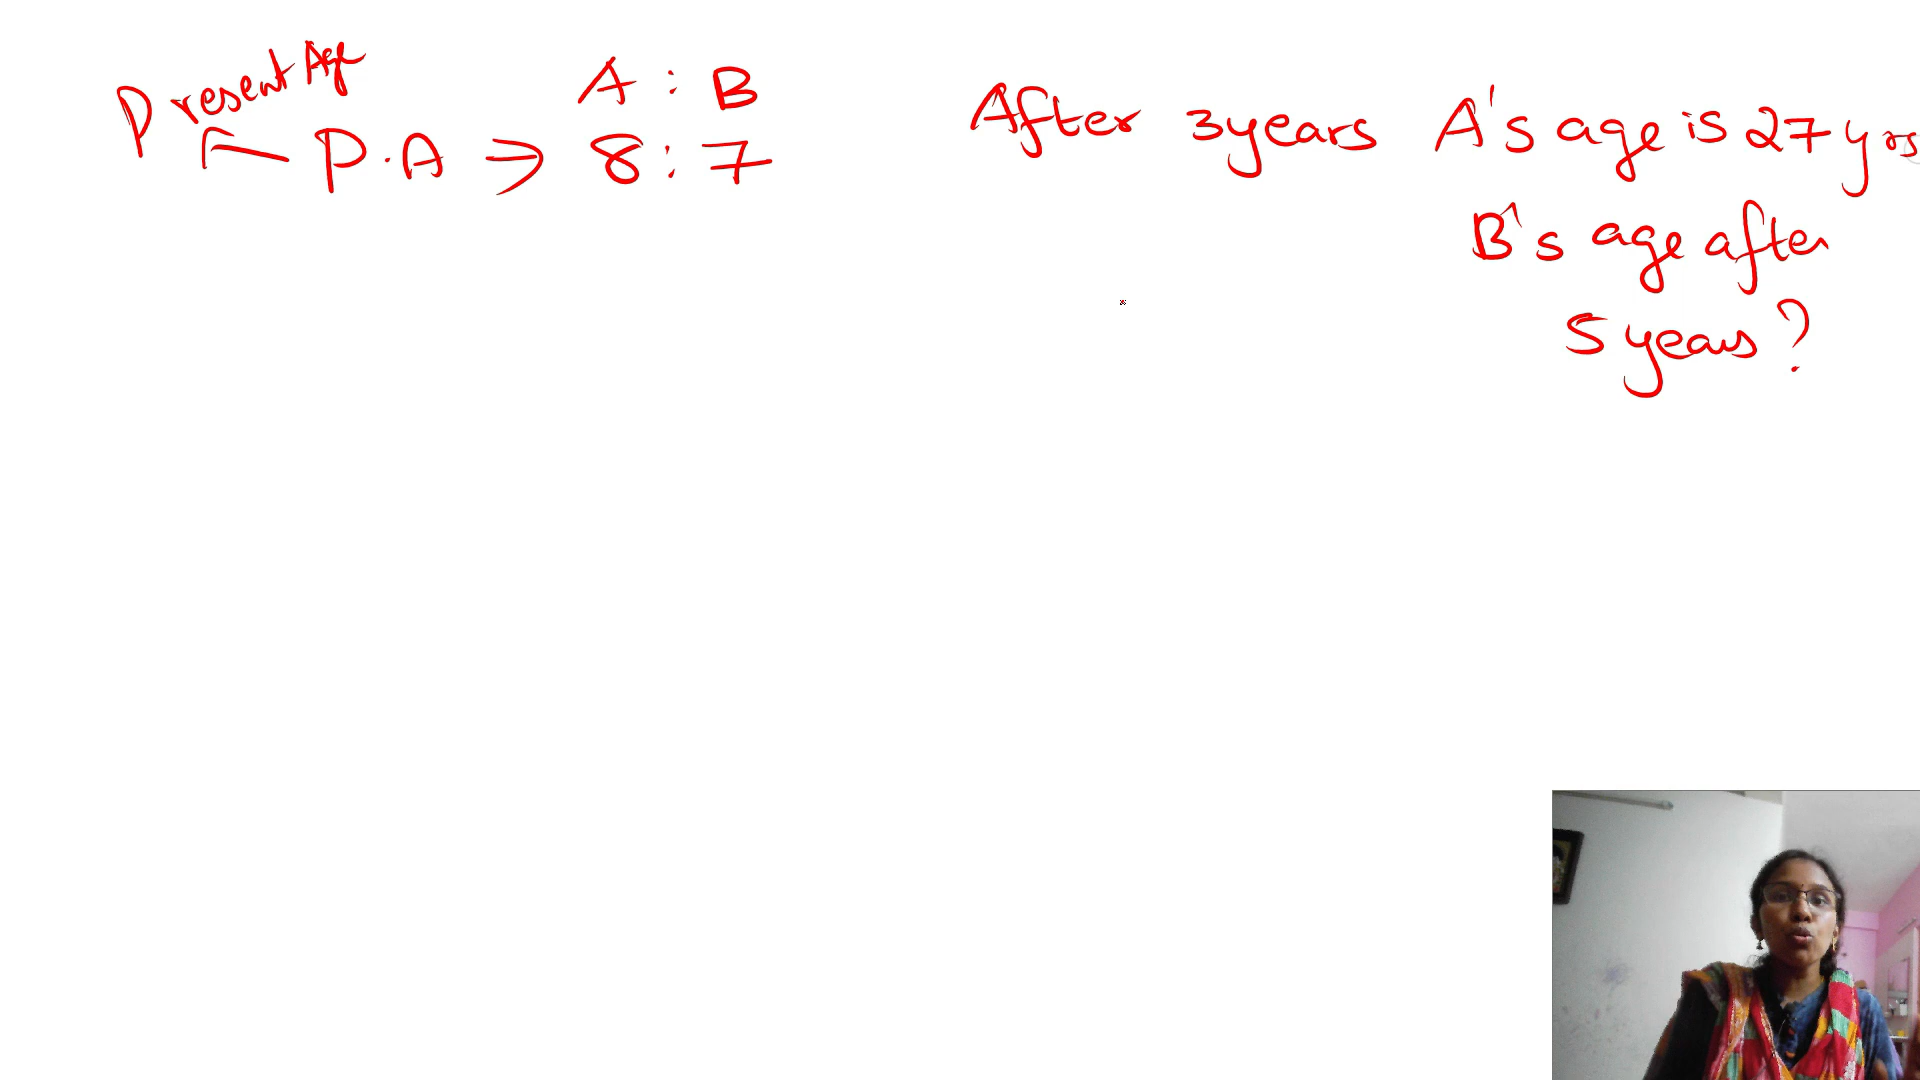 Present Age
A : B
P.A → 8 : 7
After 3years A's age is 27 yrs
B's age after
5 years ?